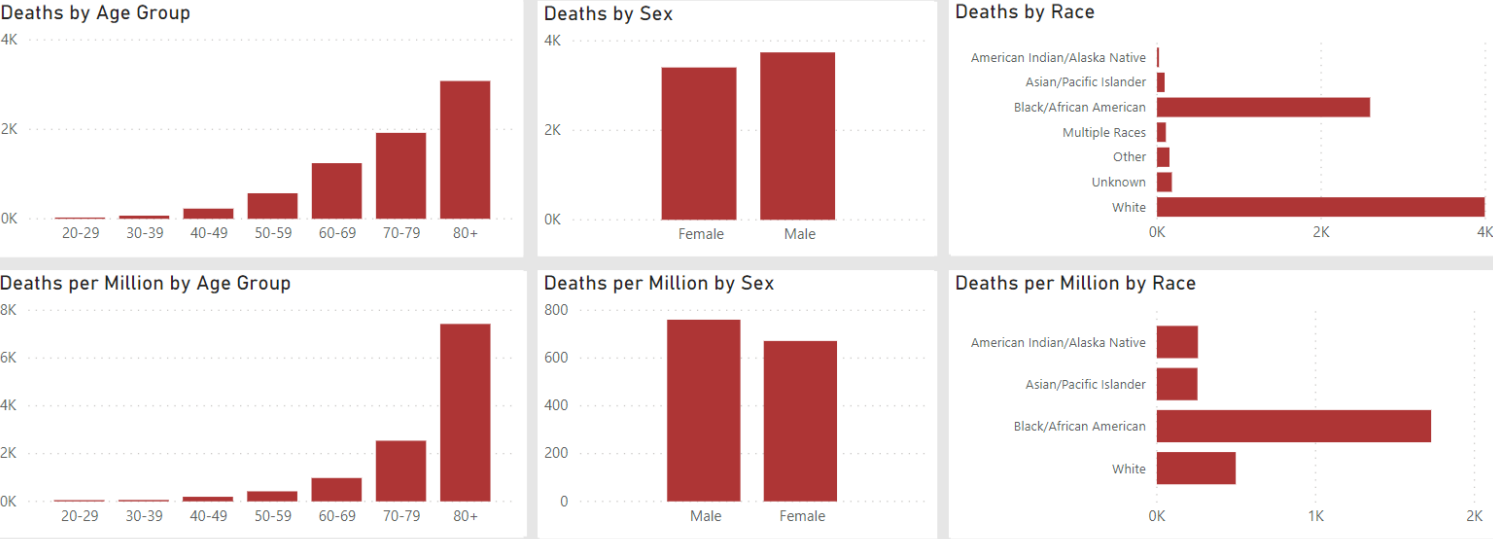 Deaths by Age Group
4K
2K
0K
20-29 30-39 40-49 50-59 60-69 70-79 80+
Deaths by Sex
4K
2K
0K
Female Male
Deaths by Race
American Indian/Alaska Native
Asian/Pacific Islander
Black/African American
Multiple Races
Other
Unknown
White
0K 2K 4K
Deaths per Million by Age Group
8K
6K
4K
2K
0K
20-29 30-39 40-49 50-59 60-69 70-79 80+
Deaths per Million by Sex
800
600
400
200
0
Male Female
Deaths per Million by Race
American Indian/Alaska Native
Asian/Pacific Islander
Black/African American
White
0K 1K 2K